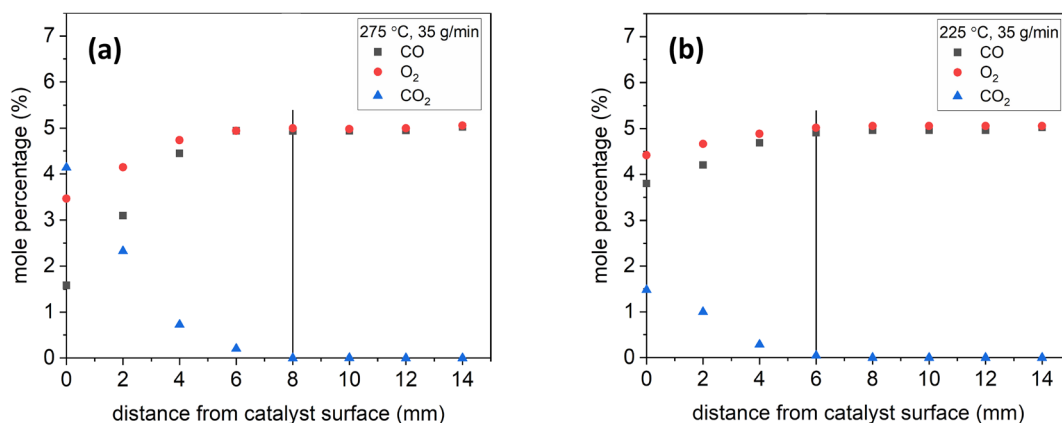 (a)
275 °C, 35 g/min
CO
O₂
CO₂
mole percentage (%)
7
6
5
4
3
2
1
0
0 2 4 6 8 10 12 14
distance from catalyst surface (mm)
(b)
225 °C, 35 g/min
CO
O₂
CO₂
mole percentage (%)
7
6
5
4
3
2
1
0
0 2 4 6 8 10 12 14
distance from catalyst surface (mm)